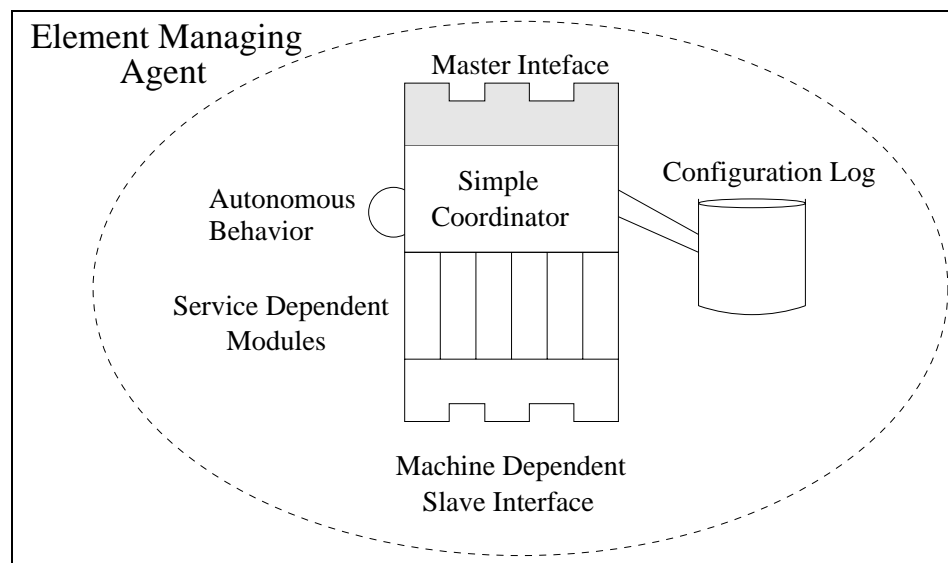 Element Managing
Agent
Master Inteface
Simple
Coordinator
Configuration Log
Autonomous
Behavior
Service Dependent
Modules
Machine Dependent
Slave Interface